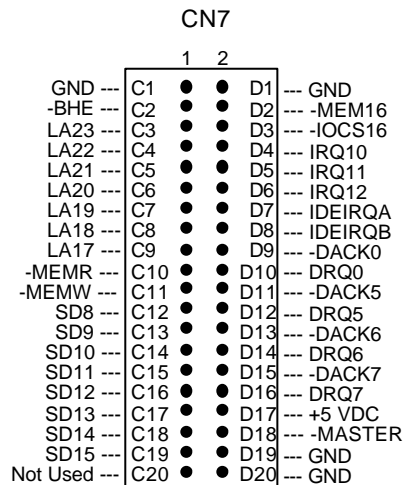 CN7
1 2
GND --- C1 D1 --- GND
-BHE --- C2 D2 --- -MEM16
LA23 --- C3 D3 --- -IOCS16
LA22 --- C4 D4 --- IRQ10
LA21 --- C5 D5 --- IRQ11
LA20 --- C6 D6 --- IRQ12
LA19 --- C7 D7 --- IDEIRQA
LA18 --- C8 D8 --- IDEIRQB
LA17 --- C9 D9 --- -DACK0
-MEMR --- C10 D10 --- DRQ0
-MEMW --- C11 D11 --- -DACK5
SD8 --- C12 D12 --- DRQ5
SD9 --- C13 D13 --- -DACK6
SD10 --- C14 D14 --- DRQ6
SD11 --- C15 D15 --- -DACK7
SD12 --- C16 D16 --- DRQ7
SD13 --- C17 D17 --- +5 VDC
SD14 --- C18 D18 --- -MASTER
SD15 --- C19 D19 --- GND
Not Used --- C20 D20 --- GND